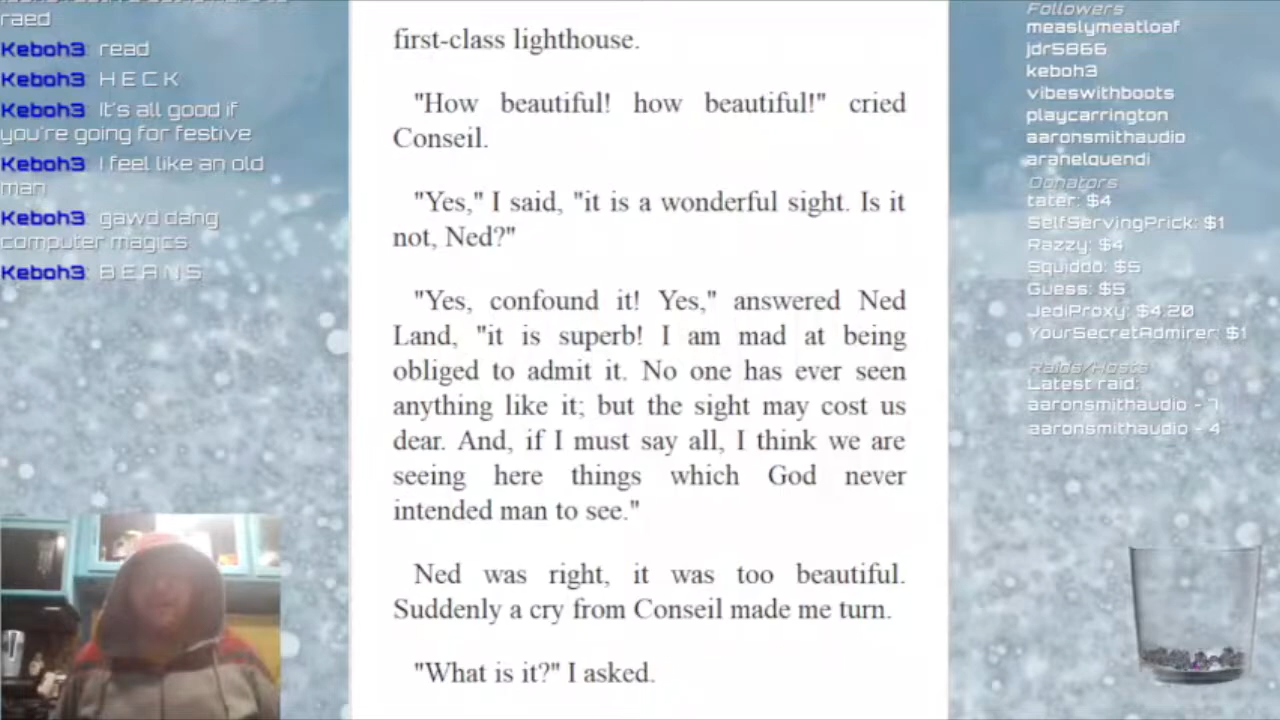 raed
Keboh3: read
Keboh3: H E C K
Keboh3: It's all good if
you're going for festive
Keboh3: I feel like an old
man
Keboh3: gawd dang
computer magics
Keboh3: B E A N S
first-class lighthouse.
"How beautiful! how beautiful!" cried
Conseil.
"Yes," I said, "it is a wonderful sight. Is it
not, Ned?"
"Yes, confound it! Yes," answered Ned
Land, "it is superb! I am mad at being
obliged to admit it. No one has ever seen
anything like it; but the sight may cost us
dear. And, if I must say all, I think we are
seeing here things which God never
intended man to see."
Ned was right, it was too beautiful.
Suddenly a cry from Conseil made me turn.
"What is it?" I asked.
Followers
measlymeatloaf
jdr5866
keboh3
vibeswithboots
playcarrington
aaronsmithaudio
aranelquendi
Donators
tater: $4
SelfServingPrick: $1
Razzy: $4
Squiddo: $5
Guess: $5
JediProxy: $4.20
YourSecretAdmirer: $1
Raids/Hosts
Latest raid:
aaronsmithaudio - 7
aaronsmithaudio - 4